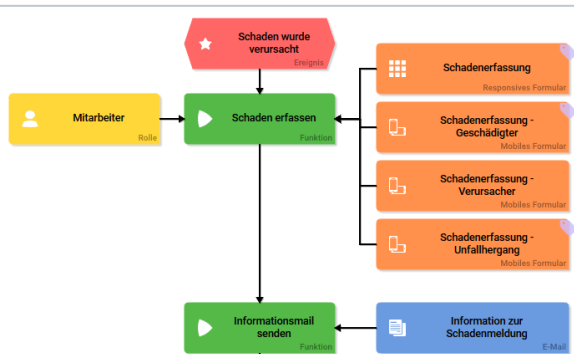 Schaden wurde
verursacht
Ereignis
Schadenerfassung
Responsives Formular
Mitarbeiter
Rolle
Schaden erfassen
Funktion
Schadenerfassung -
Geschädigter
Mobiles Formular
Schadenerfassung -
Verursacher
Mobiles Formular
Schadenerfassung -
Unfallhergang
Mobiles Formular
Informationsmail
senden
Funktion
Information zur
Schadenmeldung
E-Mail